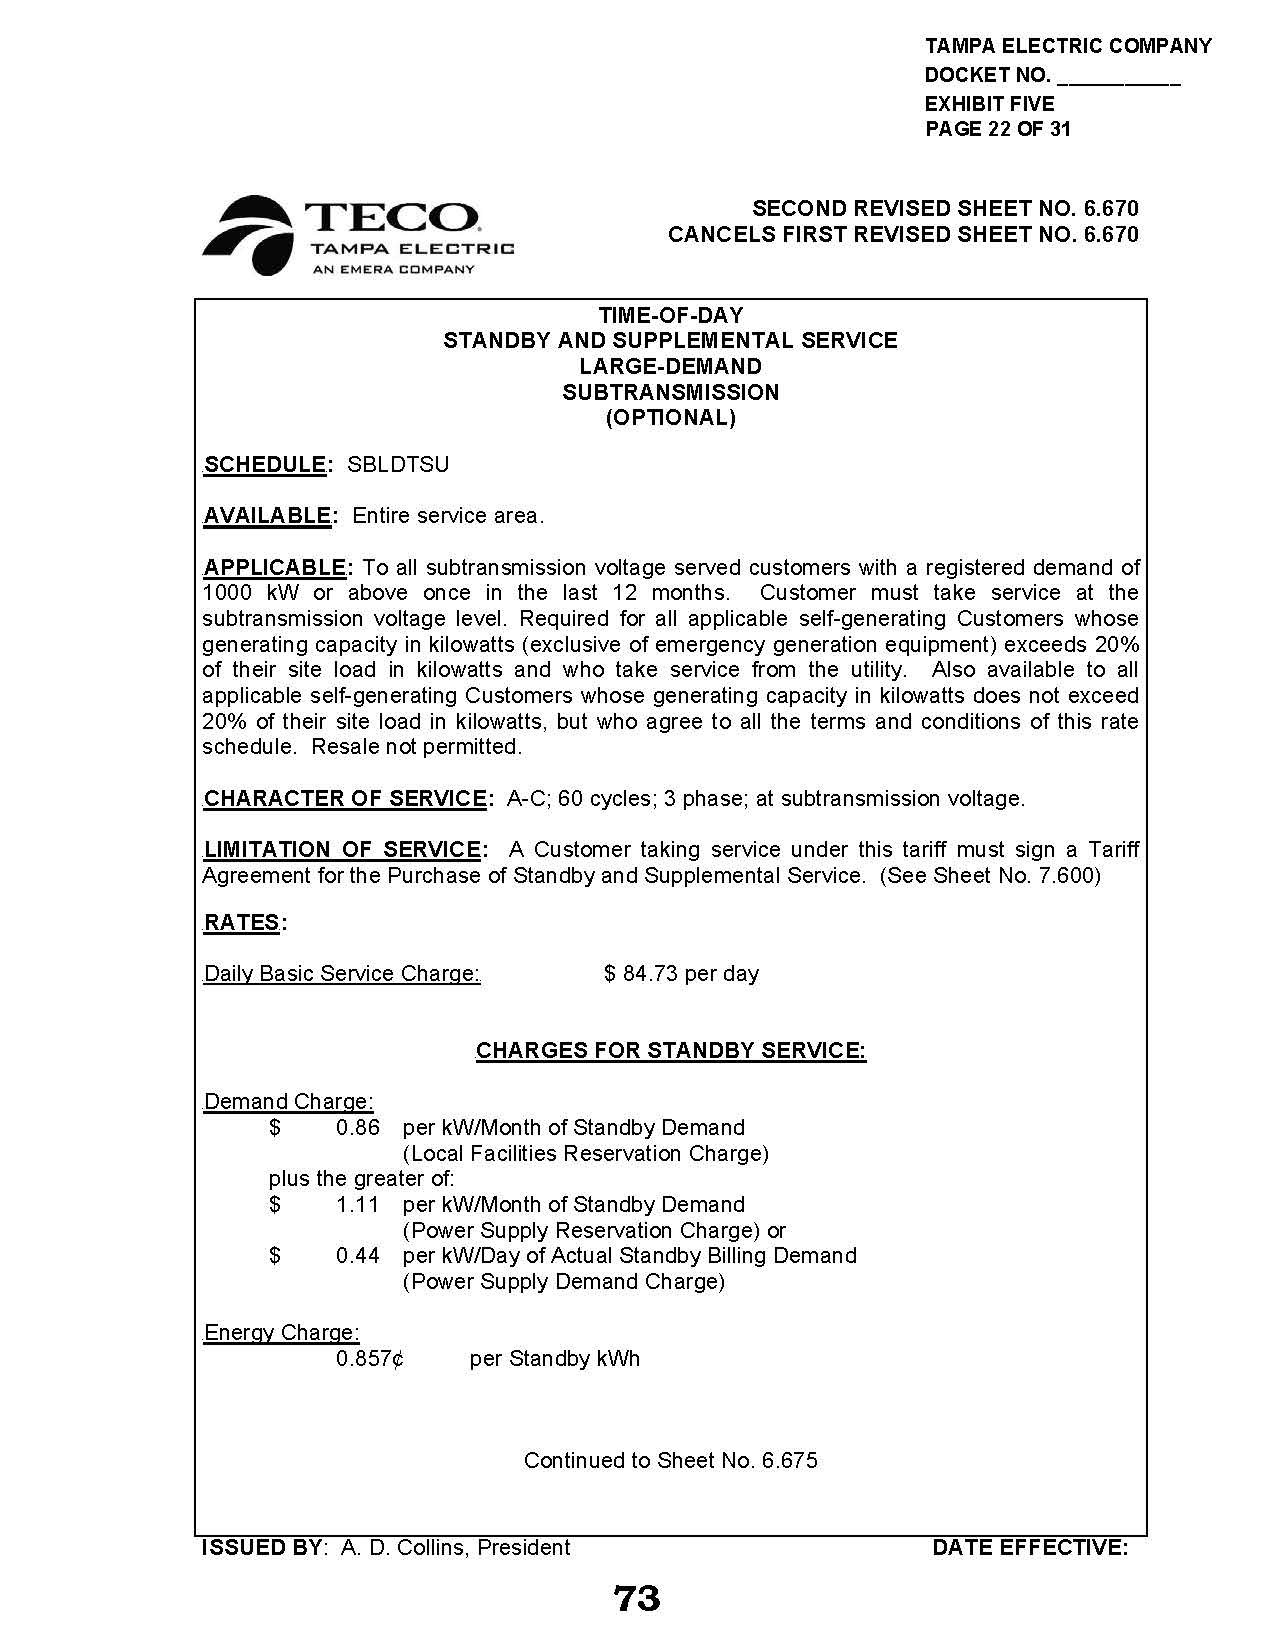 TAMPA ELECTRIC COMPANY
DOCKET NO. ___________
EXHIBIT FIVE
PAGE 22 OF 31
TECO.
TAMPA ELECTRIC
AN EMERA COMPANY
SECOND REVISED SHEET NO. 6.670
CANCELS FIRST REVISED SHEET NO. 6.670
TIME-OF-DAY
STANDBY AND SUPPLEMENTAL SERVICE
LARGE-DEMAND
SUBTRANSMISSION
(OPTIONAL)
SCHEDULE: SBLDTSU
AVAILABLE: Entire service area.
APPLICABLE: To all subtransmission voltage served customers with a registered demand of
1000 kW or above once in the last 12 months. Customer must take service at the
subtransmission voltage level. Required for all applicable self-generating Customers whose
generating capacity in kilowatts (exclusive of emergency generation equipment) exceeds 20%
of their site load in kilowatts and who take service from the utility. Also available to all
applicable self-generating Customers whose generating capacity in kilowatts does not exceed
20% of their site load in kilowatts, but who agree to all the terms and conditions of this rate
schedule. Resale not permitted.
CHARACTER OF SERVICE: A-C; 60 cycles; 3 phase; at subtransmission voltage.
LIMITATION OF SERVICE: A Customer taking service under this tariff must sign a Tariff
Agreement for the Purchase of Standby and Supplemental Service. (See Sheet No. 7.600)
RATES:
Daily Basic Service Charge: $ 84.73 per day
CHARGES FOR STANDBY SERVICE:
Demand Charge:
$ 0.86 per kW/Month of Standby Demand
(Local Facilities Reservation Charge)
plus the greater of:
$ 1.11 per kW/Month of Standby Demand
(Power Supply Reservation Charge) or
$ 0.44 per kW/Day of Actual Standby Billing Demand
(Power Supply Demand Charge)
Energy Charge:
0.857¢ per Standby kWh
Continued to Sheet No. 6.675
ISSUED BY: A. D. Collins, President DATE EFFECTIVE:
73